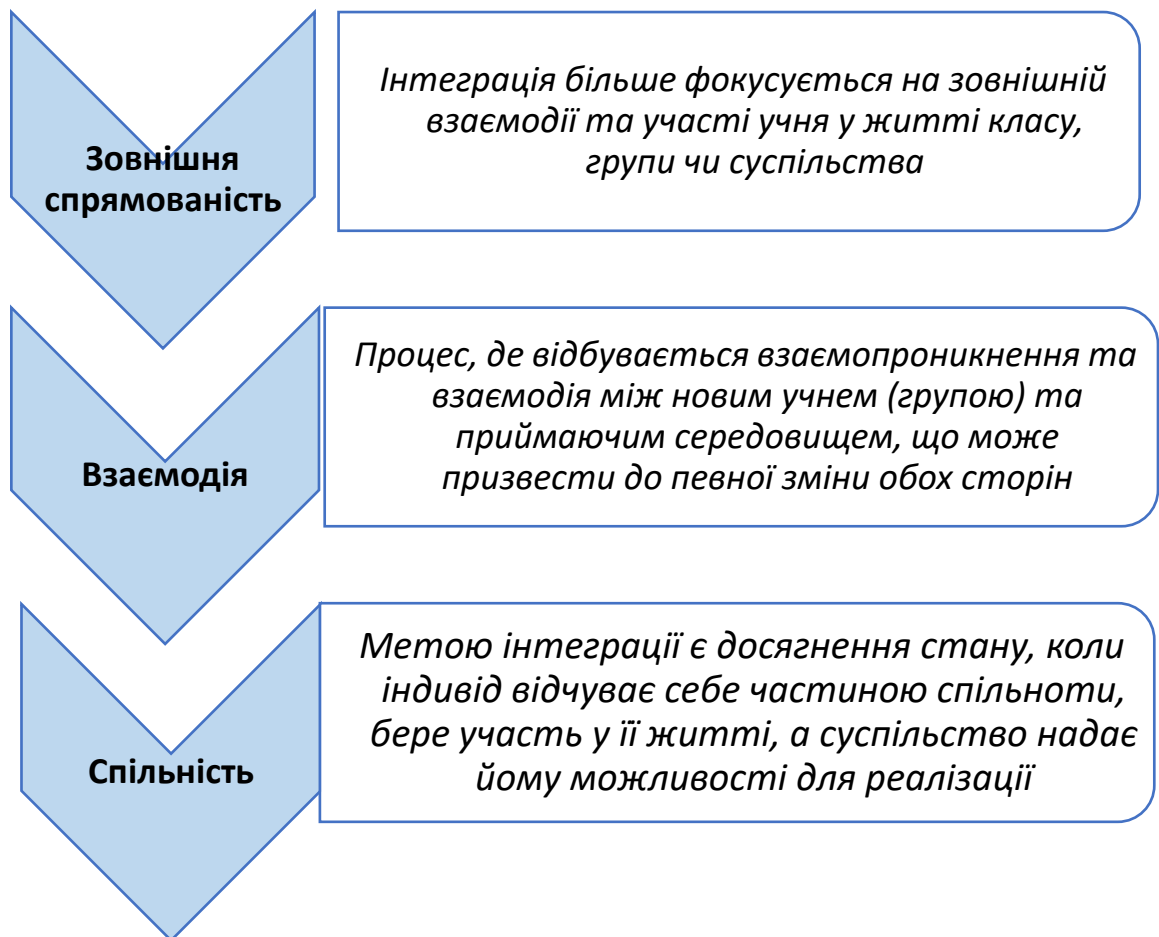 Зовнішня
спрямованість
Інтеграція більше фокусується на зовнішній
взаємодії та участі учня у житті класу,
групи чи суспільства
Взаємодія
Процес, де відбувається взаємопроникнення та
взаємодія між новим учнем (групою) та
приймаючим середовищем, що може
призвести до певної зміни обох сторін
Спільність
Метою інтеграції є досягнення стану, коли
індивід відчуває себе частиною спільноти,
бере участь у її житті, а суспільство надає
йому можливості для реалізації